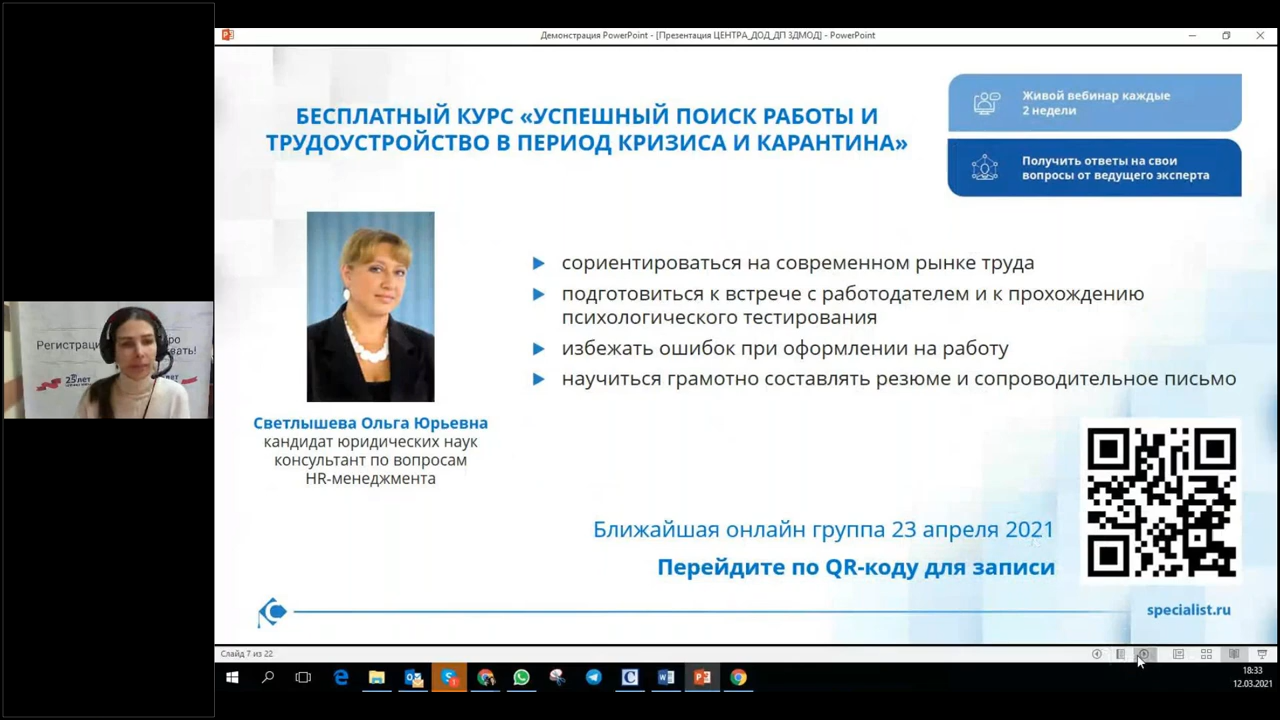 Демонстрация PowerPoint - [Презентация ЦЕНТРА_ДОД_ДП 3ДМОД] - PowerPoint
БЕСПЛАТНЫЙ КУРС «УСПЕШНЫЙ ПОИСК РАБОТЫ И
ТРУДОУСТРОЙСТВО В ПЕРИОД КРИЗИСА И КАРАНТИНА»
Живой вебинар каждые
2 недели
Получить ответы на свои
вопросы от ведущего эксперта
сориентироваться на современном рынке труда
подготовиться к встрече с работодателем и к прохождению
психологического тестирования
избежать ошибок при оформлении на работу
научиться грамотно составлять резюме и сопроводительное письмо
Регистраци
25 лет
Светлышева Ольга Юрьевна
кандидат юридических наук
консультант по вопросам
HR-менеджмента
Ближайшая онлайн группа 23 апреля 2021
Перейдите по QR-коду для записи
specialist.ru
Слайд 7 из 22
18:33
12.03.2021